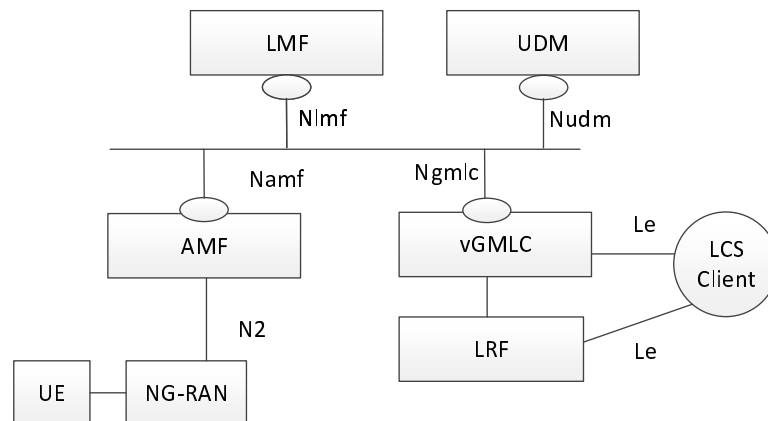 LMF
UDM
Nlmf
Nudm
Namf
Ngmlc
AMF
vGMLC
Le
LCS
Client
N2
LRF
Le
UE
NG-RAN